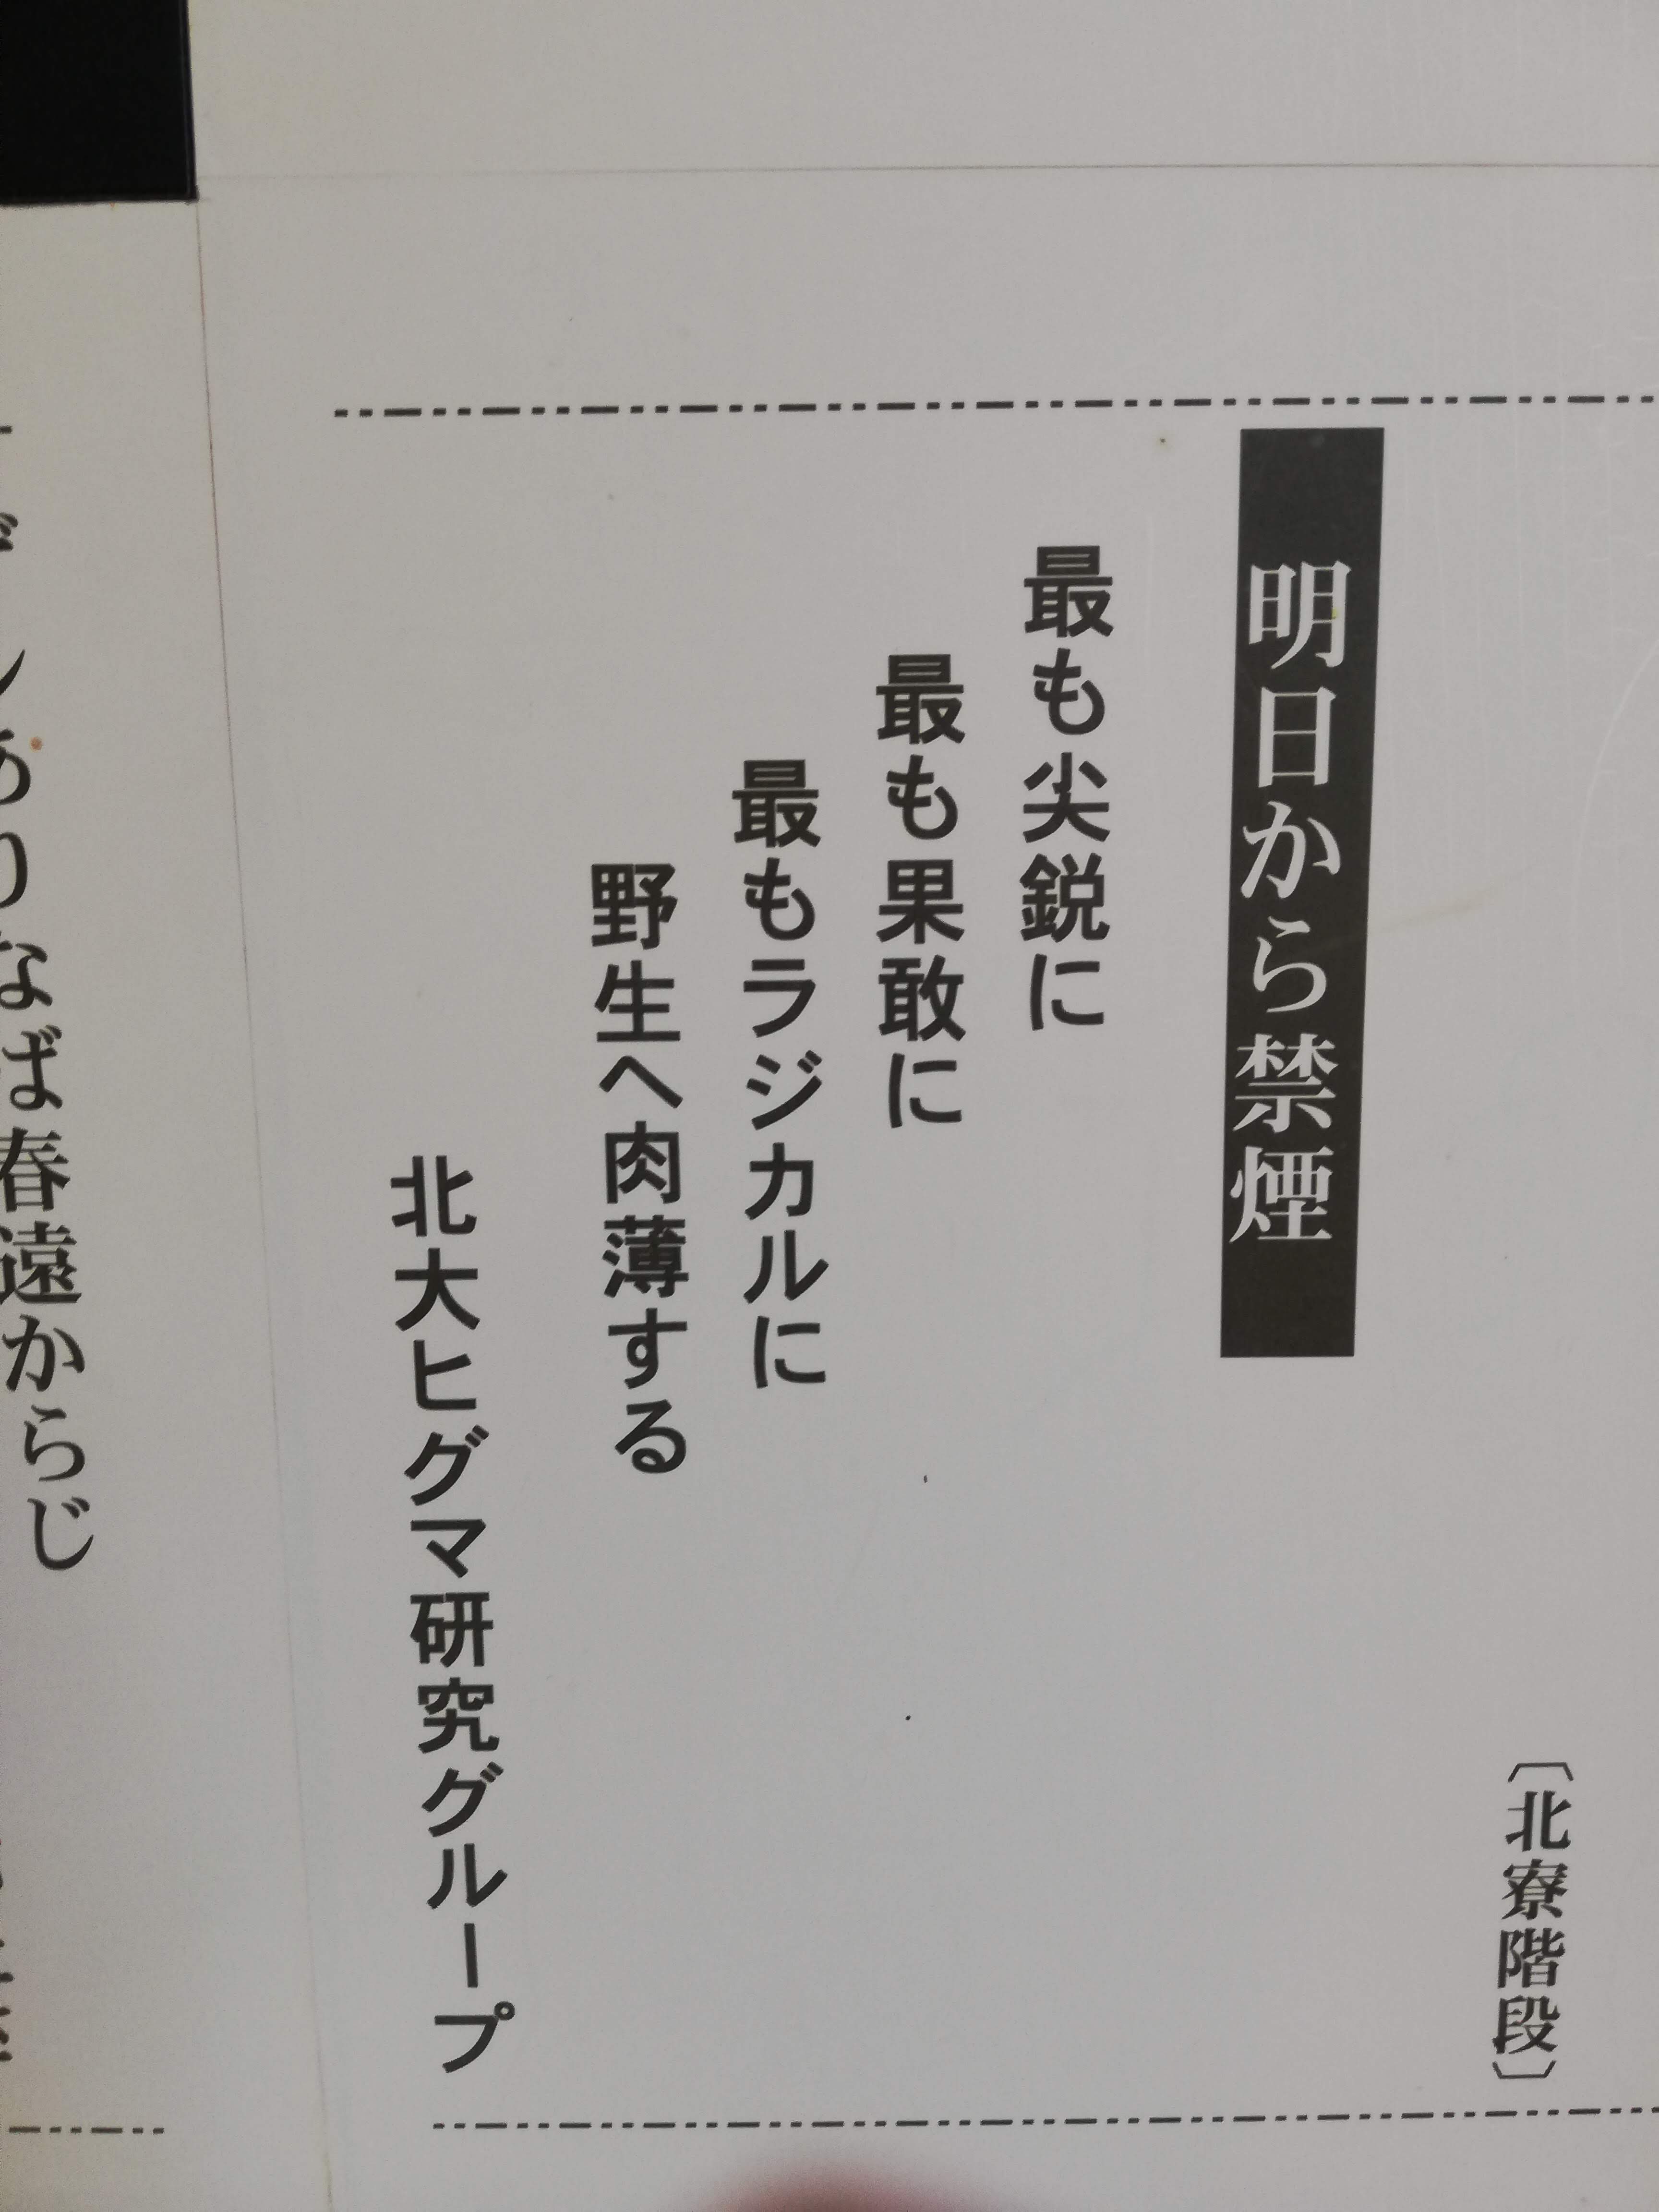 〔北寮階段〕
明日から禁煙
最も尖鋭に
最も果敢に
最もラジカルに
野生へ肉薄する
北大ヒグマ研究グループ
ありなば春遠からじ